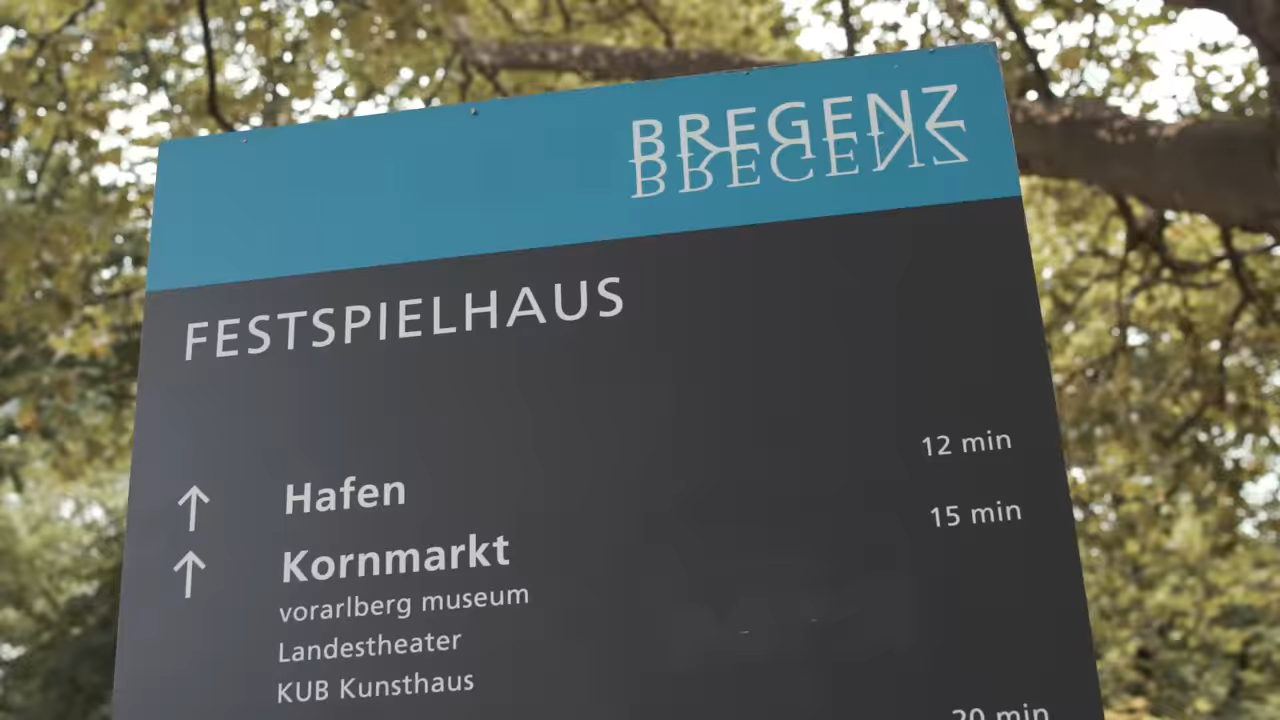 BREGENZ
FESTSPIELHAUS
Hafen 12 min
Kornmarkt 15 min
vorarlberg museum
Landestheater
KUB Kunsthaus
20 min